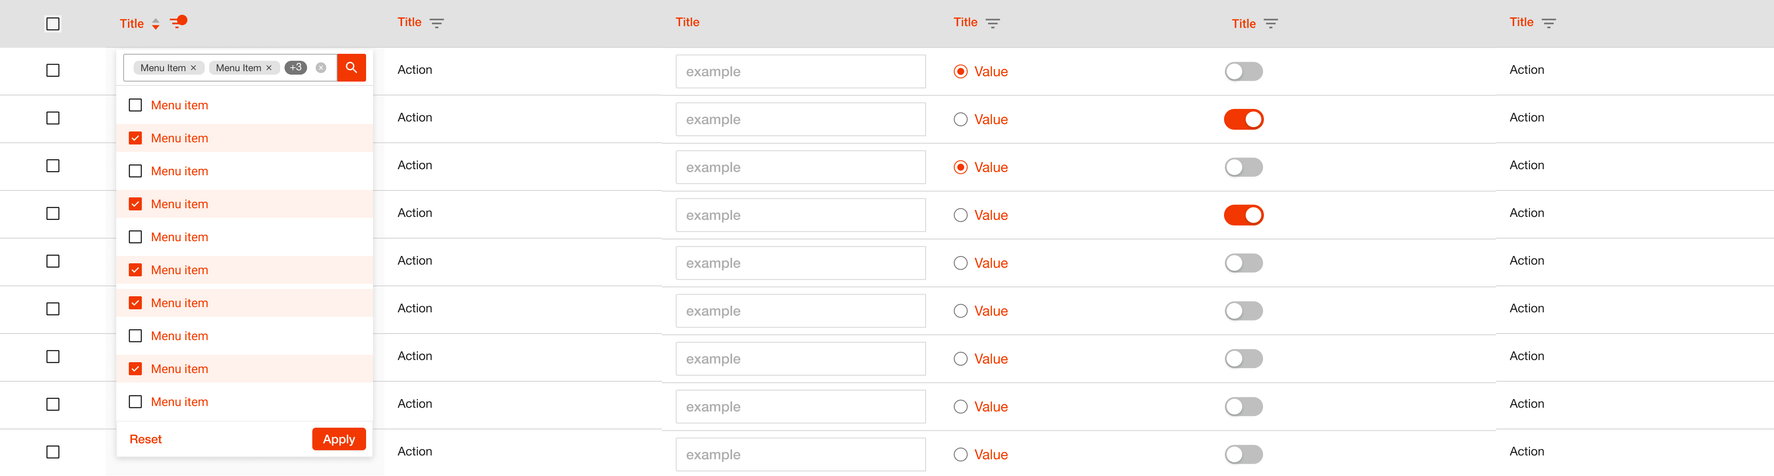 Title Title Title Title Title Title
Menu Item × Menu Item × +3 Action example Value Action
Menu item
Action example Value Action
Menu item
Action example Value Action
Menu item
Menu item
Action example Value Action
Menu item
Action example Value Action
Menu item
Menu item
Action example Value Action
Menu item
Action example Value Action
Menu item
Menu item
Action example Value Action
Reset Apply
Action example Value Action